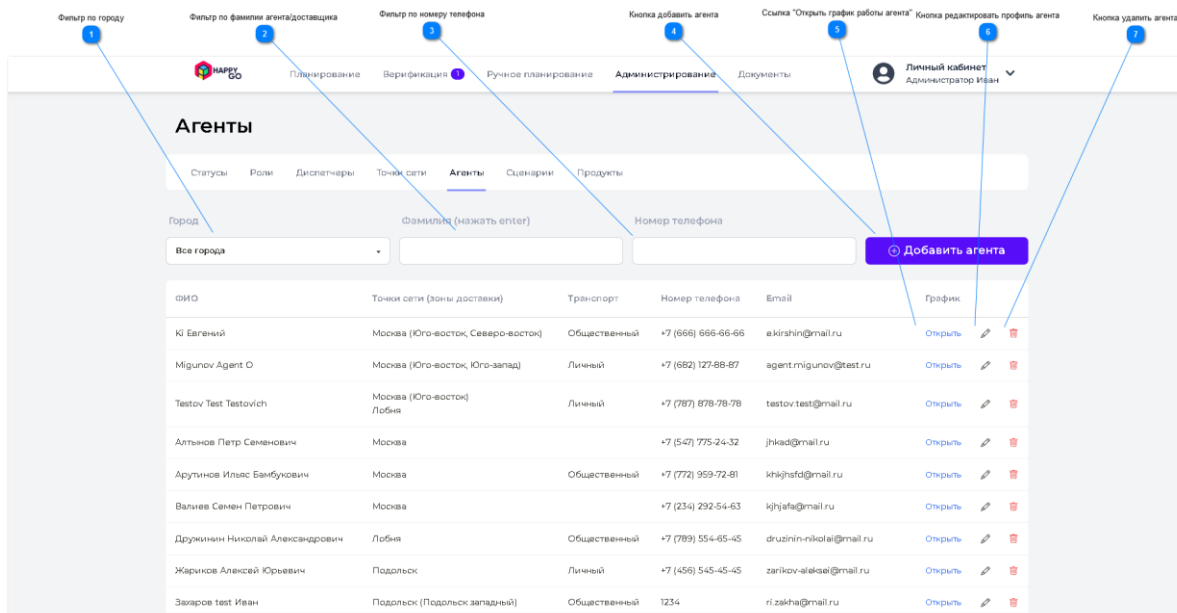 Фильтр по городу
Фильтр по фамилии агента/доставщика
Фильтр по номеру телефона
Кнопка добавить агента
Ссылка "Открыть график работы агента"
Кнопка редактировать профиль агента
Кнопка удалить агента
1
2
3
4
5
6
7
HAPPY GO
Планирование
Верификация 1
Ручное планирование
Администрирование
Документы
Личный кабинет
Администратор Иван
Агенты
Статусы
Роли
Диспетчеры
Точки сети
Агенты
Сценарии
Продукты
Город
Фамилия (нажать enter)
Номер телефона
Все города
Добавить агента
ФИО Точки сети (зоны доставки) Транспорт Номер телефона Email График
Ki Евгений Москва (Юго-восток, Северо-восток) Общественный +7 (666) 666-66-66 e.kirshin@mail.ru Открыть
Migunov Agent O Москва (Юго-восток, Юго-запад) Личный +7 (682) 127-88-87 agent.migunov@test.ru Открыть
Testov Test Testovich Москва (Юго-восток) Личный +7 (787) 878-78-78 testov.test@mail.ru Открыть
Лобня
Алтынов Петр Семенович Москва +7 (547) 775-24-32 jhkad@mail.ru Открыть
Арутинов Ильяс Бамбукович Москва Общественный +7 (772) 959-72-81 khkjhsfd@mail.ru Открыть
Валиев Семен Петрович Москва +7 (234) 292-54-63 kjhjafa@mail.ru Открыть
Дружинин Николай Александрович Лобня Общественный +7 (789) 554-65-45 druzinin-nikolai@mail.ru Открыть
Жариков Алексей Юрьевич Подольск Личный +7 (456) 545-45-45 zarikov-aleksei@mail.ru Открыть
Захаров test Иван Подольск (Подольск западный) Общественный 1234 ri.zakha@mail.ru Открыть